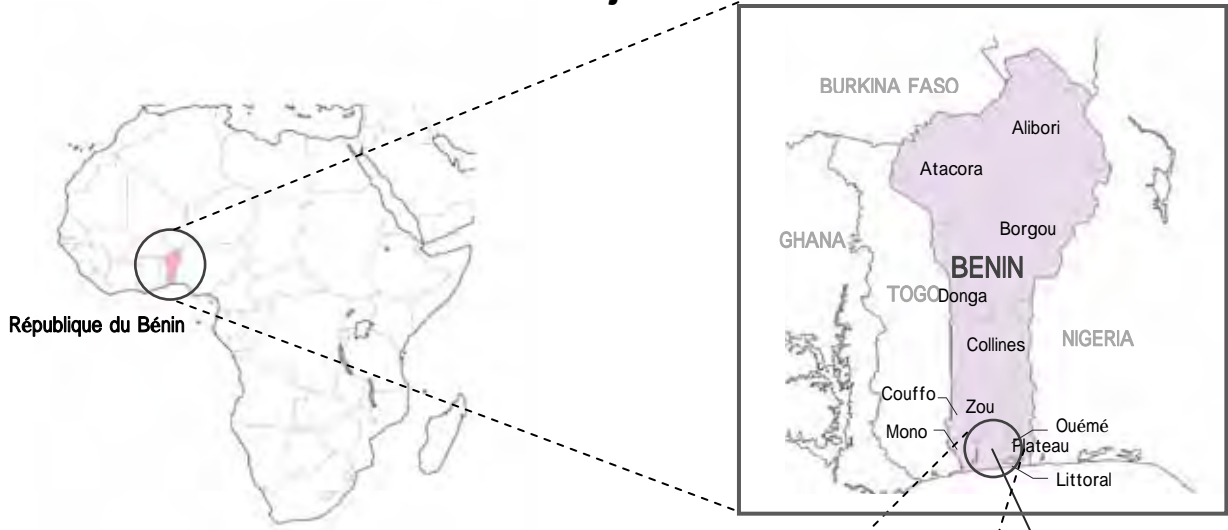 République du Bénin
BURKINA FASO
Alibori
Atacora
Borgou
GHANA
BENIN
TOGO
Donga
NIGERIA
Collines
Couffo
Zou
Mono
Ouémé
Plateau
Littoral